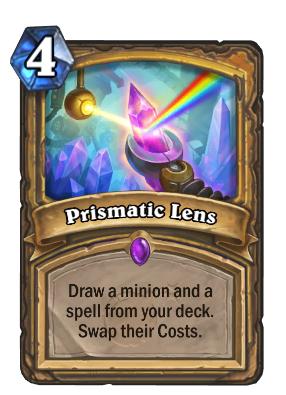 4
Prismatic Lens
Draw a minion and a
spell from your deck.
Swap their Costs.